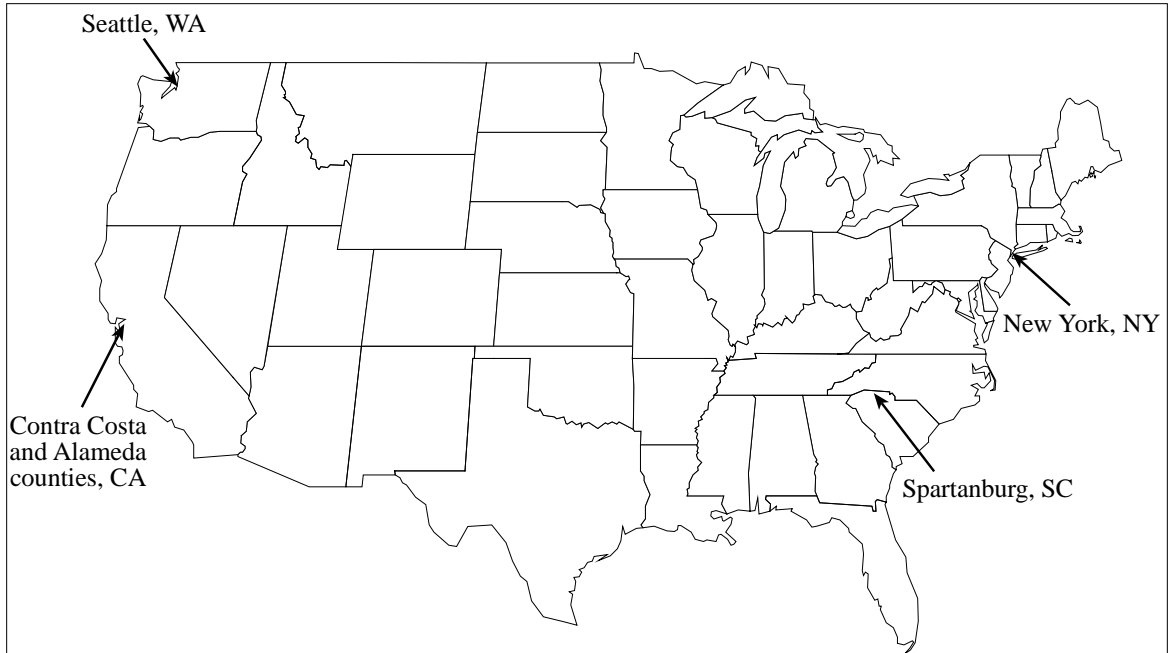 Seattle, WA
New York, NY
Contra Costa
and Alameda
counties, CA
Spartanburg, SC